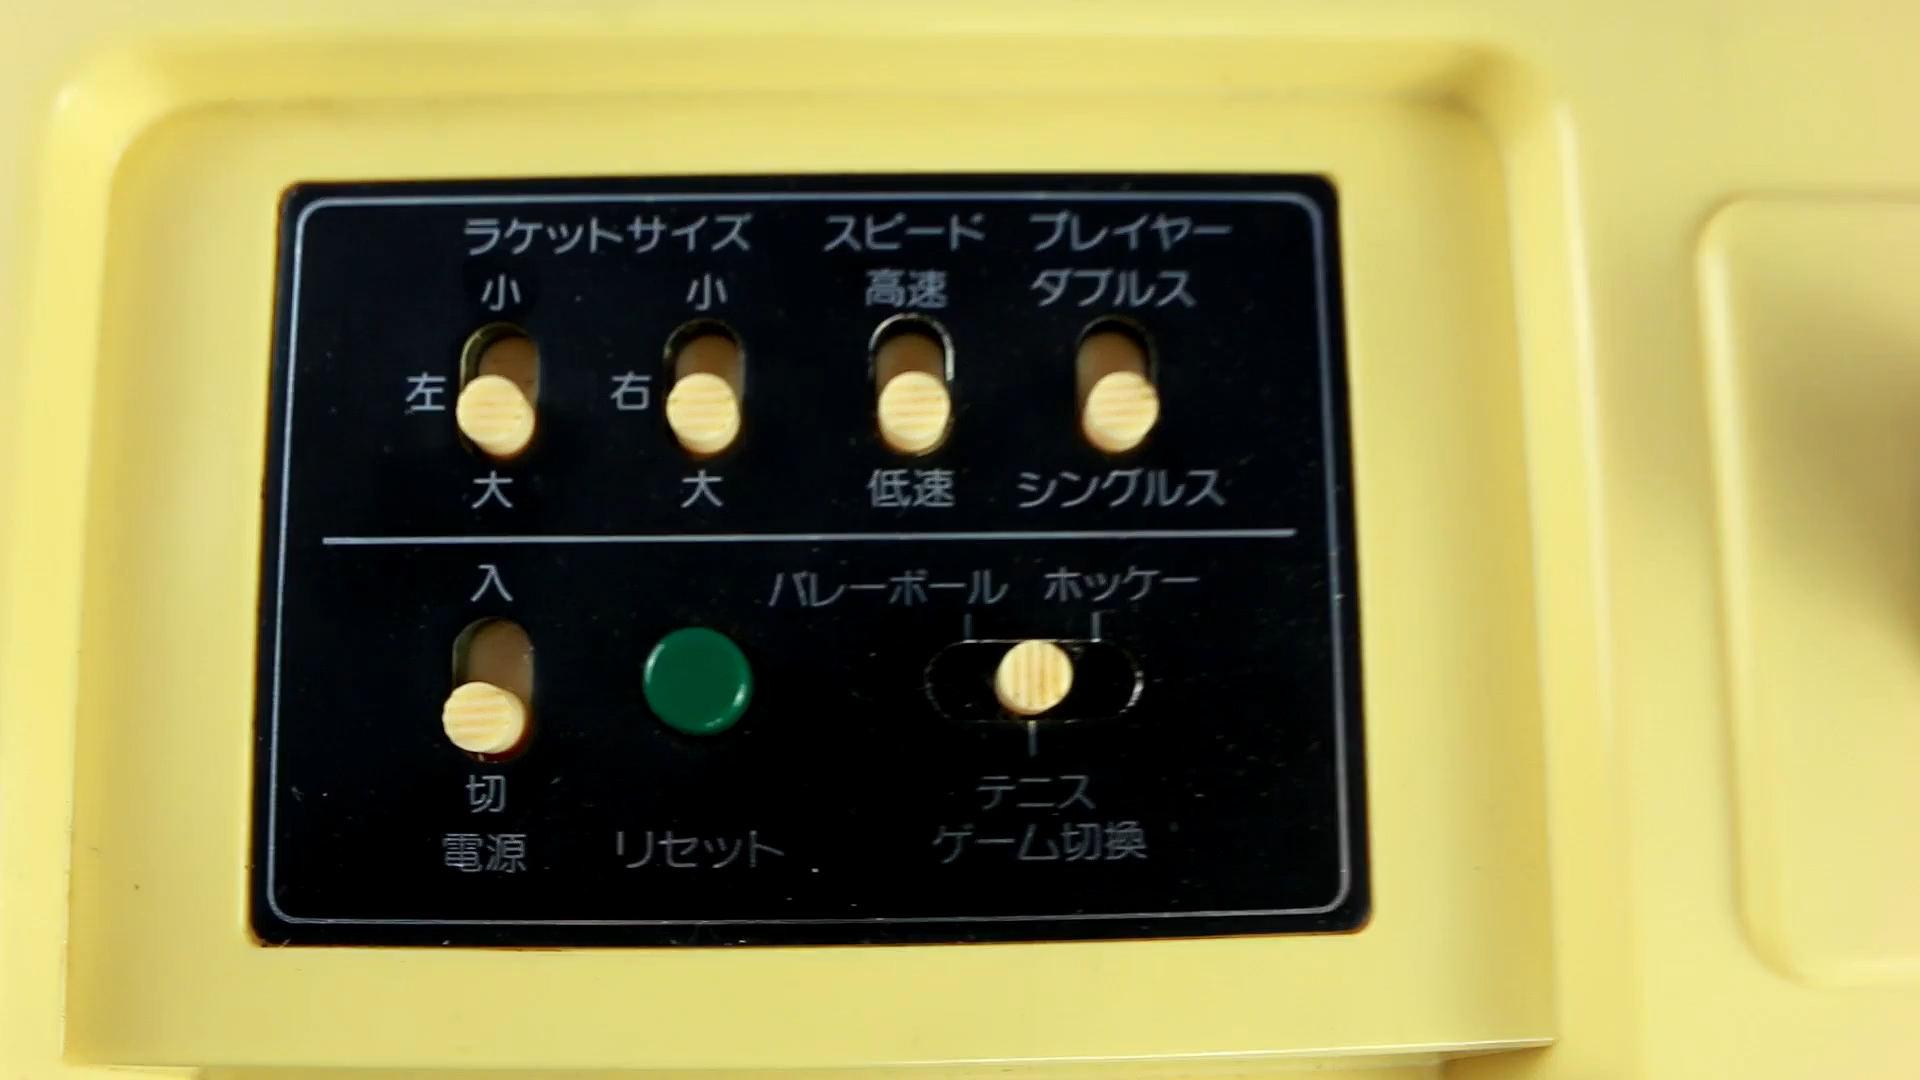 ラケットサイズ スピード プレイヤー
小 小 高速 ダブルス
左 右
大 大 低速 シングルス
入 バレーボール ホッケー
切 テニス
電源 リセット ゲーム切換